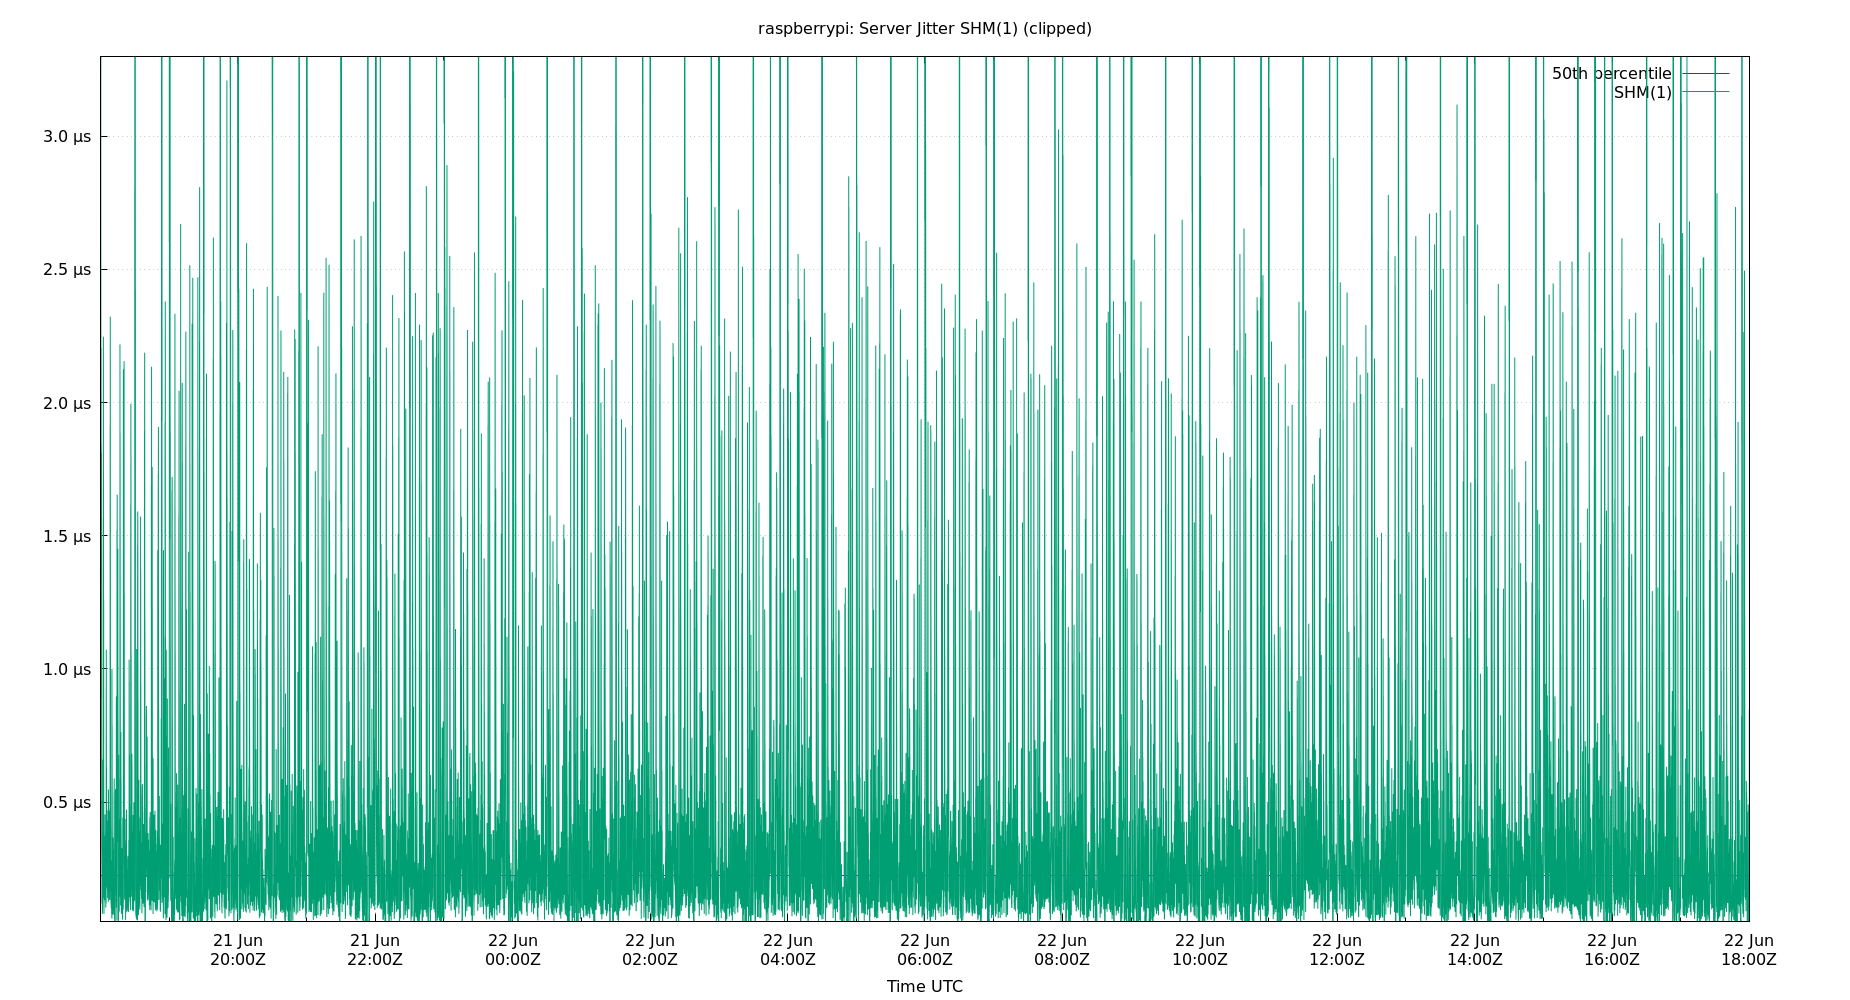 raspberrypi: Server Jitter SHM(1) (clipped)
50th percentile
SHM(1)
3.0 µs
2.5 µs
2.0 µs
1.5 µs
1.0 µs
0.5 µs
21 Jun 21 Jun 22 Jun 22 Jun 22 Jun 22 Jun 22 Jun 22 Jun 22 Jun 22 Jun 22 Jun 22 Jun
20:00Z 22:00Z 00:00Z 02:00Z 04:00Z 06:00Z 08:00Z 10:00Z 12:00Z 14:00Z 16:00Z 18:00Z
Time UTC